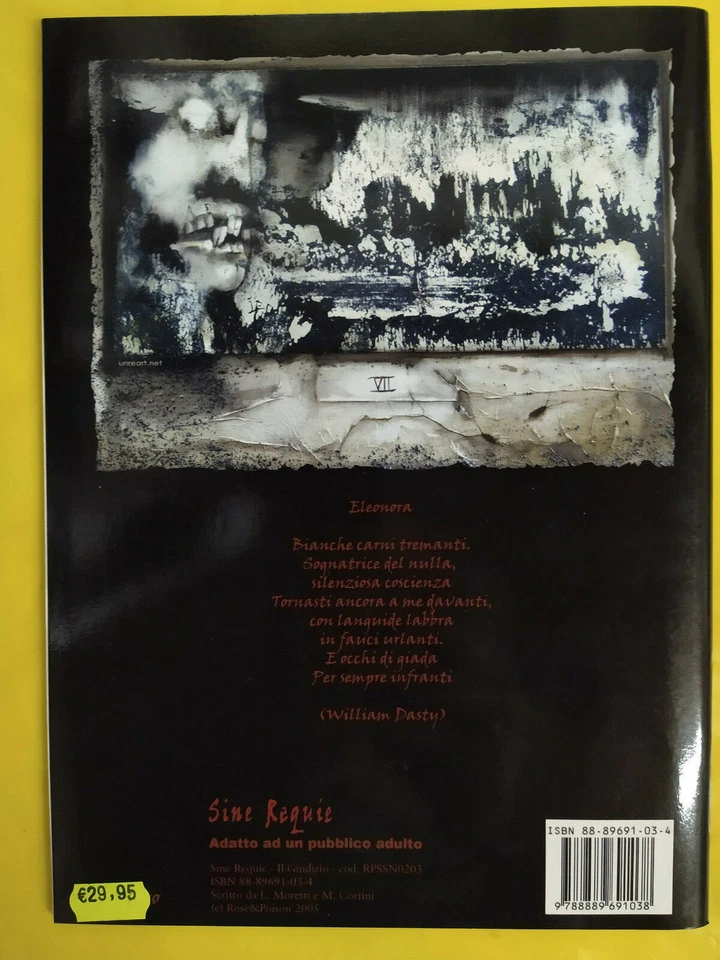 unreart.net
VII
Eleonora
Bianche carni tremanti.
Sognatrice del nulla,
silenziosa coscienza
Tornasti ancora a me davanti,
con languide labbra
in fauci urlanti.
E occhi di giada
Per sempre infranti
(William Dasty)
Sine Requie
Adatto ad un pubblico adulto
Sine Requie - Il Giudizio - cod. RPSSN0203
ISBN 88-89691-03-4
Scritto da L. Moretti e M. Cortini
(c) Rose&Poison 2005
€29,95
ISBN 88-89691-03-4
9 788889 691038